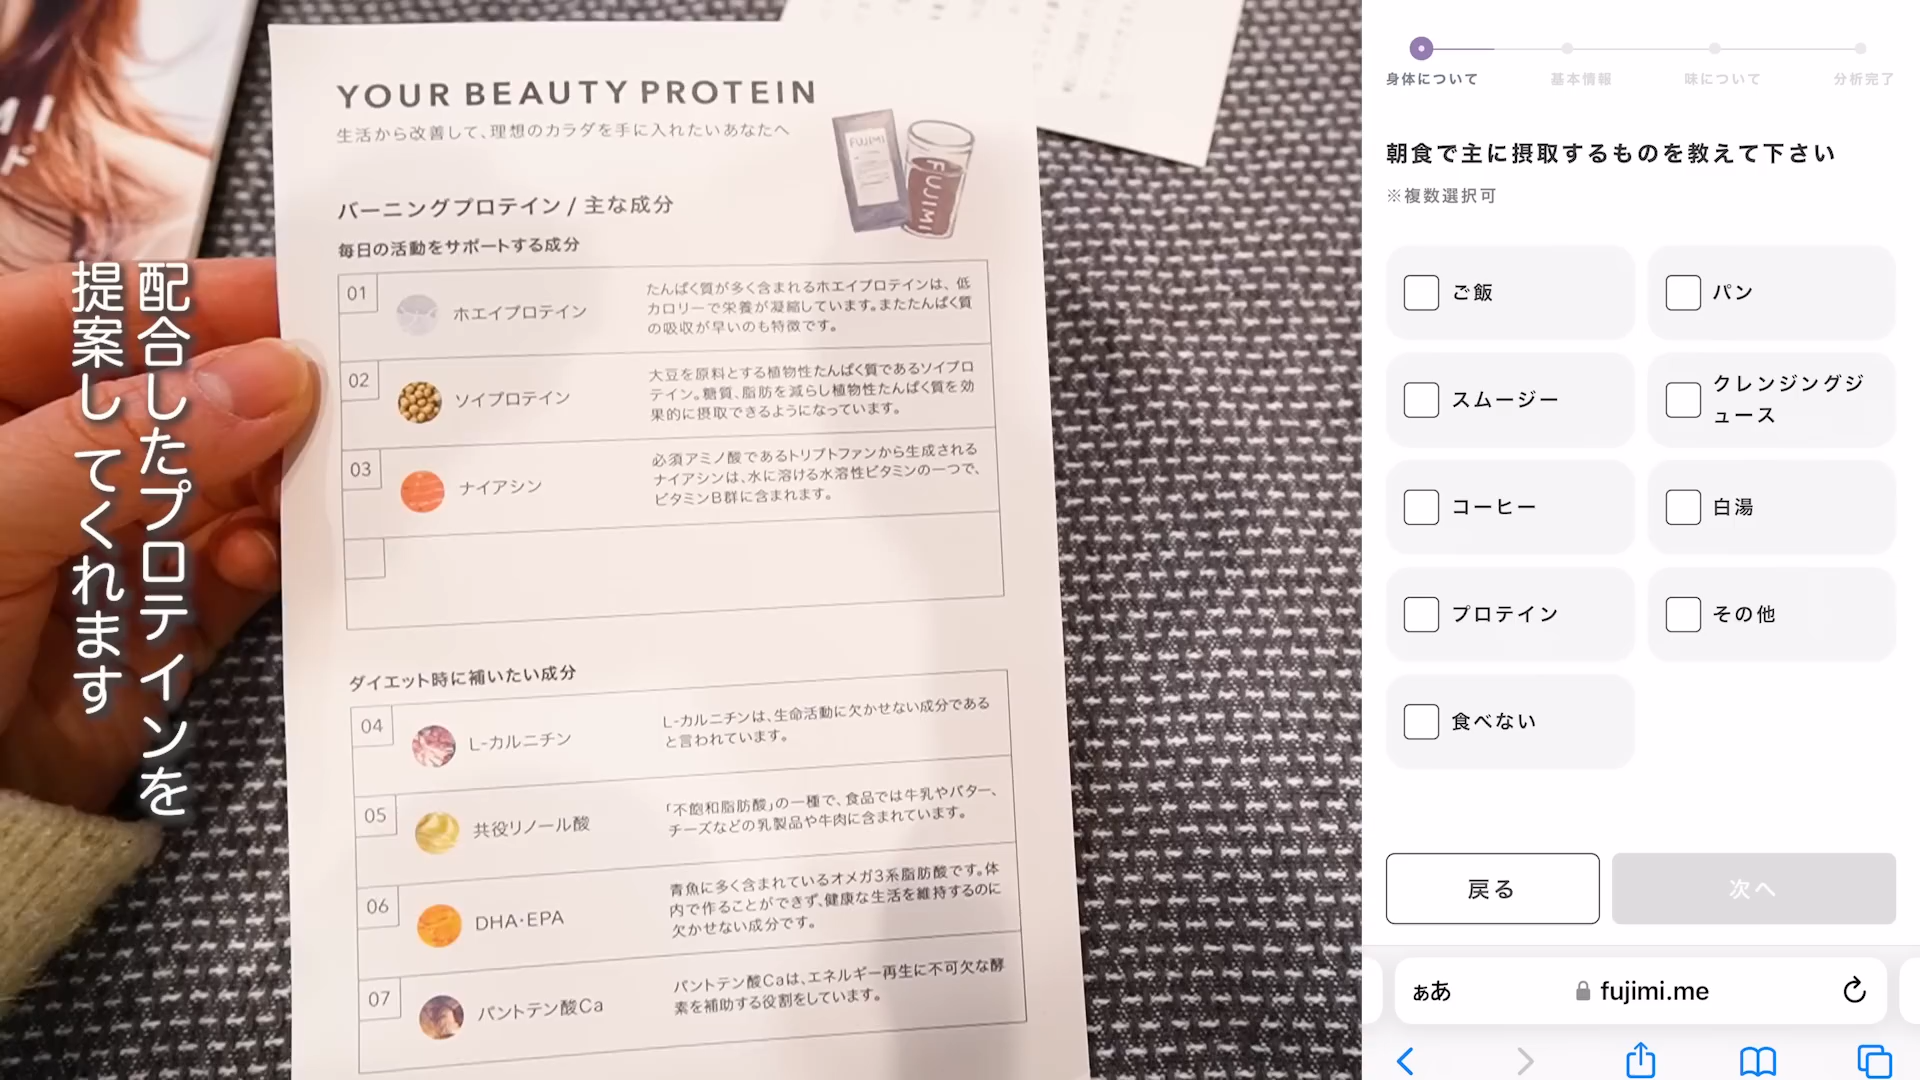 配合したプロテインを
提案してくれます
YOUR BEAUTY PROTEIN
生活から改善して、理想のカラダを手に入れたいあなたへ
FUJIMI
FUJIMI
バーニングプロテイン / 主な成分
毎日の活動をサポートする成分
01
ホエイプロテイン
たんぱく質が多く含まれるホエイプロテインは、低
カロリーで栄養が凝縮しています。またたんぱく質
の吸収が早いのも特徴です。
02
ソイプロテイン
大豆を原料とする植物性たんぱく質であるソイプロ
テイン。糖質、脂肪を減らし植物性たんぱく質を効
果的に摂取できるようになっています。
03
ナイアシン
必須アミノ酸であるトリプトファンから生成される
ナイアシンは、水に溶ける水溶性ビタミンの一つで、
ビタミンB群に含まれます。
ダイエット時に補いたい成分
04
L-カルニチン
L-カルニチンは、生命活動に欠かせない成分である
と言われています。
05
共役リノール酸
「不飽和脂肪酸」の一種で、食品では牛乳やバター、
チーズなどの乳製品や牛肉に含まれています。
06
DHA・EPA
青魚に多く含まれているオメガ3系脂肪酸です。体
内で作ることができず、健康な生活を維持するのに
欠かせない成分です。
07
パントテン酸Ca
パントテン酸Caは、エネルギー再生に不可欠な酵
素を補助する役割をしています。
身体について
基本情報
味について
分析完了
朝食で主に摂取するものを教えて下さい
※複数選択可
ご飯
パン
スムージー
クレンジングジ
ュース
コーヒー
白湯
プロテイン
その他
食べない
戻る
次へ
ぁあ
fujimi.me